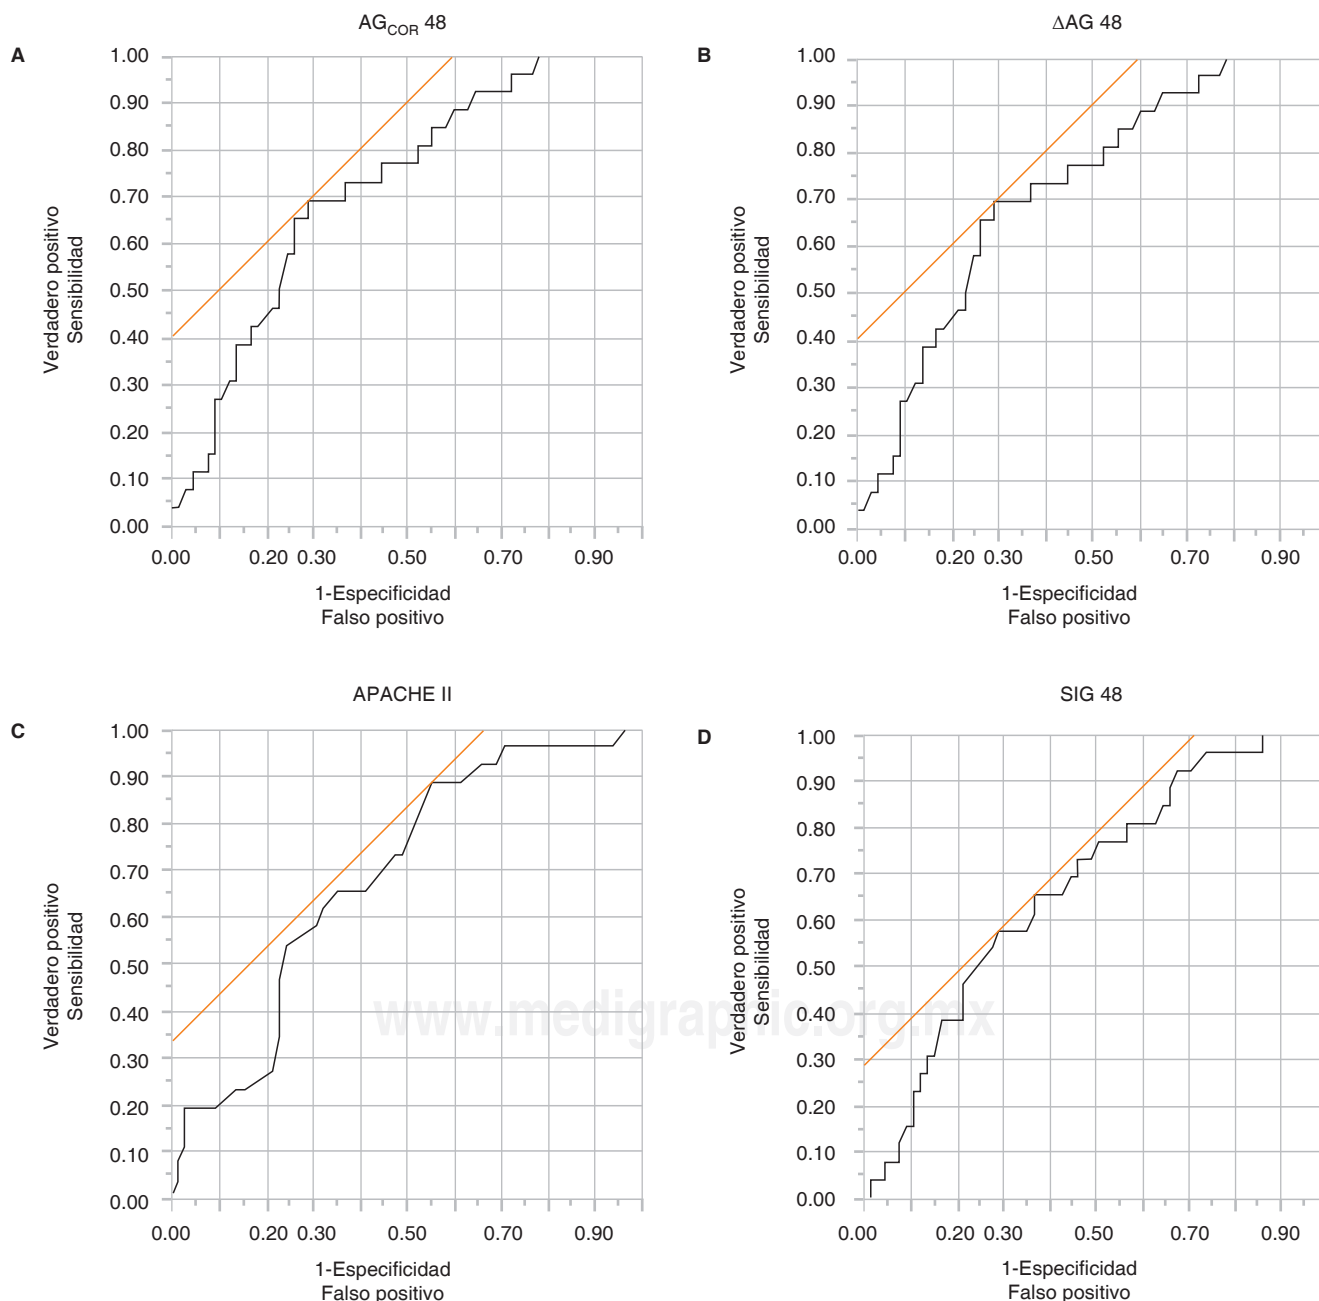 AGCOR 48
A
1.00
0.90
0.80
0.70
0.60
0.50
0.40
0.30
0.20
0.10
0.00
Verdadero positivo
Sensibilidad
0.00 0.20 0.30 0.50 0.70 0.90
1-Especificidad
Falso positivo
ΔAG 48
B
1.00
0.90
0.80
0.70
0.60
0.50
0.40
0.30
0.20
0.10
0.00
Verdadero positivo
Sensibilidad
0.00 0.20 0.30 0.50 0.70 0.90
1-Especificidad
Falso positivo
APACHE II
C
1.00
0.90
0.80
0.70
0.60
0.50
0.40
0.30
0.20
0.10
0.00
Verdadero positivo
Sensibilidad
0.00 0.20 0.30 0.50 0.70 0.90
1-Especificidad
Falso positivo
SIG 48
D
1.00
0.90
0.80
0.70
0.60
0.50
0.40
0.30
0.20
0.10
0.00
Verdadero positivo
Sensibilidad
0.00 0.20 0.30 0.50 0.70 0.90
1-Especificidad
Falso positivo
www.medigraphic.org.mx